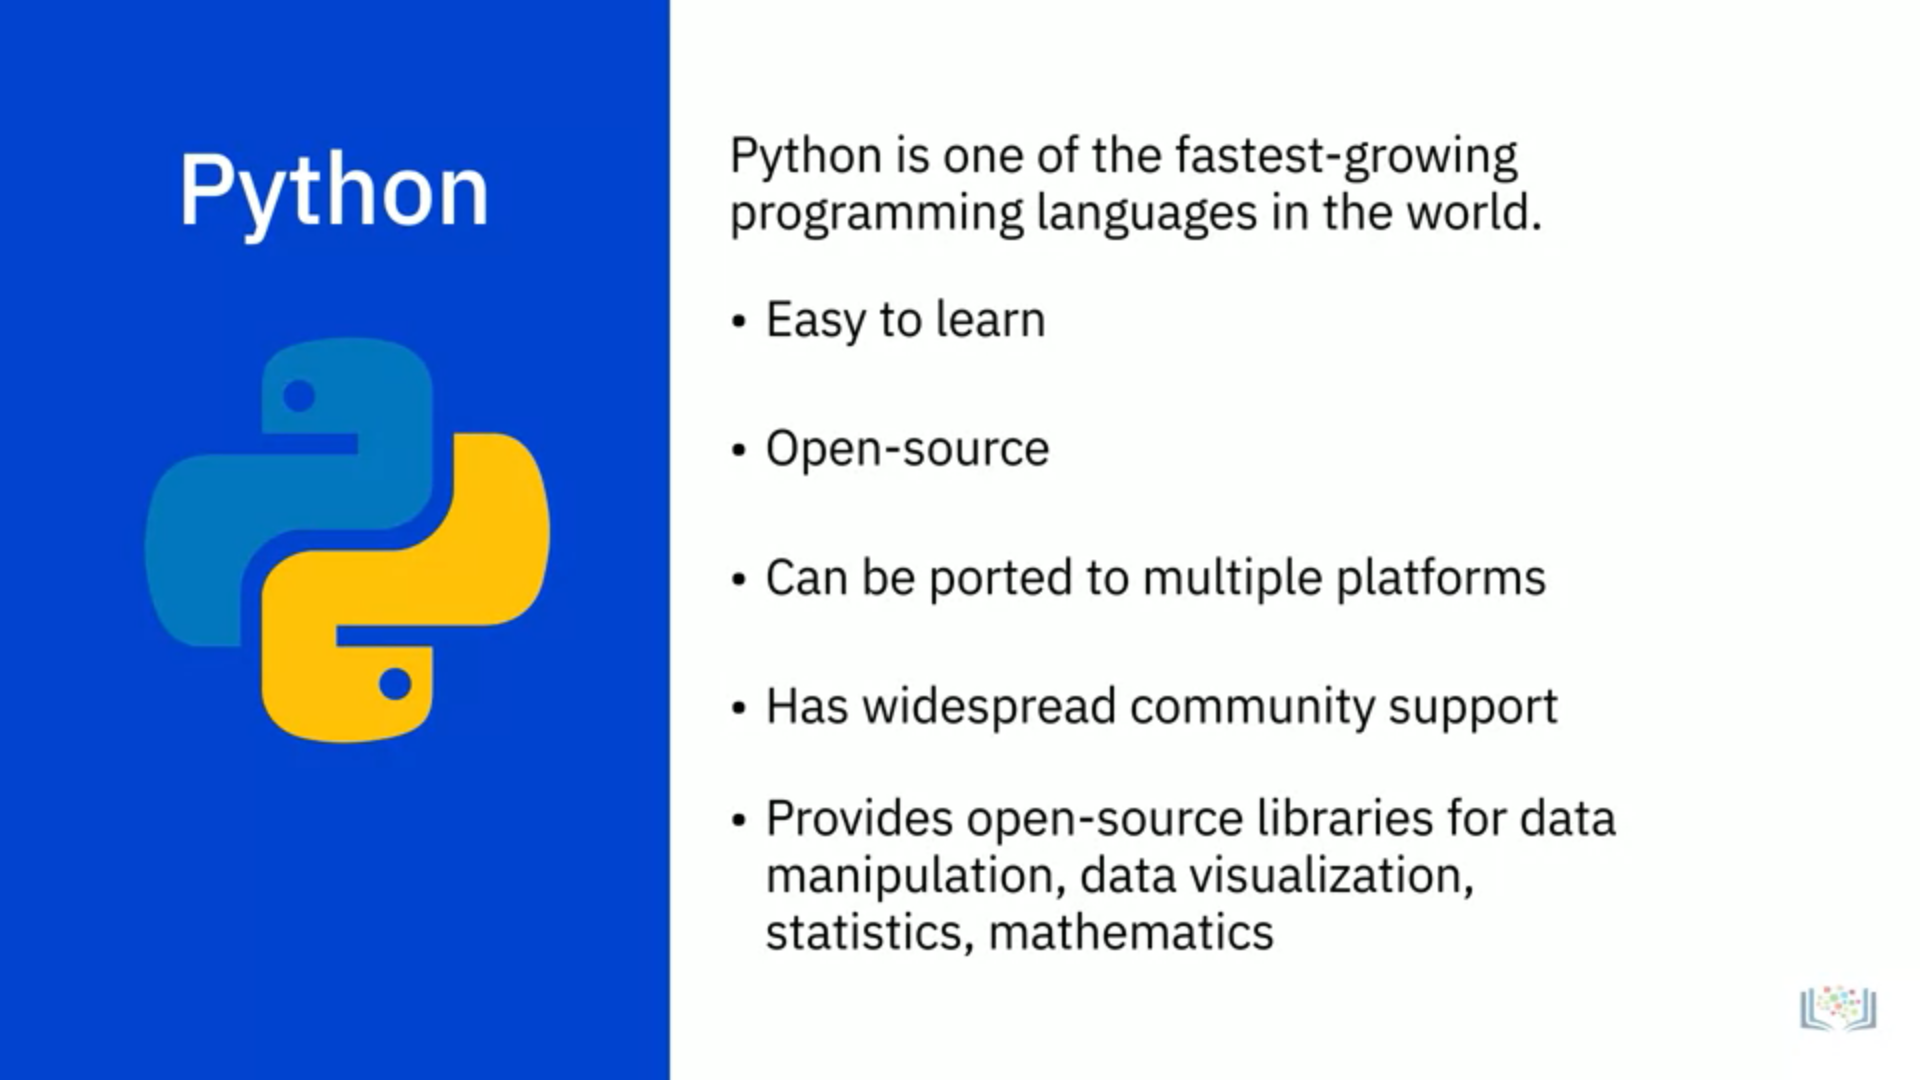 Python
Python is one of the fastest-growing
programming languages in the world.
• Easy to learn
• Open-source
• Can be ported to multiple platforms
• Has widespread community support
• Provides open-source libraries for data
manipulation, data visualization,
statistics, mathematics